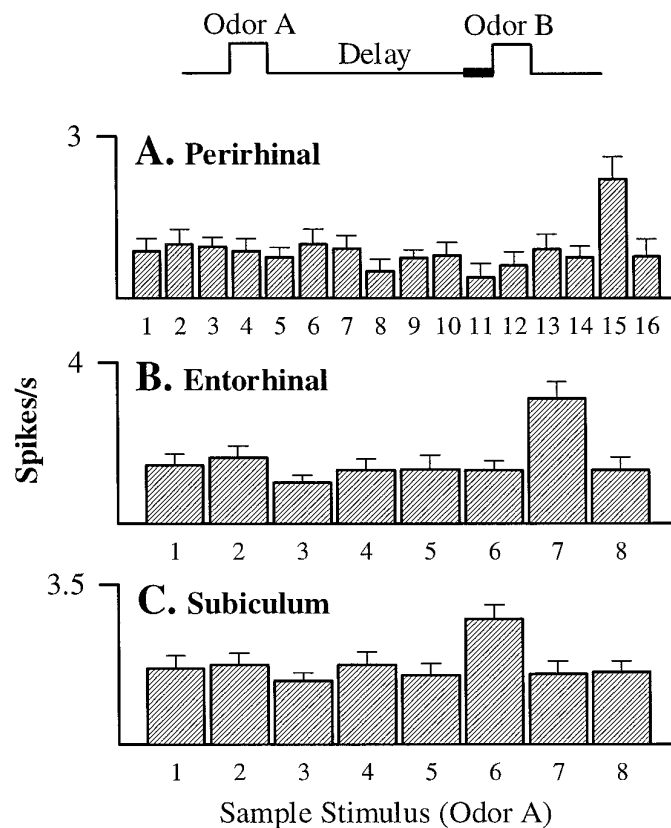 Odor A Odor B
Delay
3
A. Perirhinal
1 2 3 4 5 6 7 8 9 10 11 12 13 14 15 16
4
B. Entorhinal
Spikes/s
1 2 3 4 5 6 7 8
3.5
C. Subiculum
1 2 3 4 5 6 7 8
Sample Stimulus (Odor A)